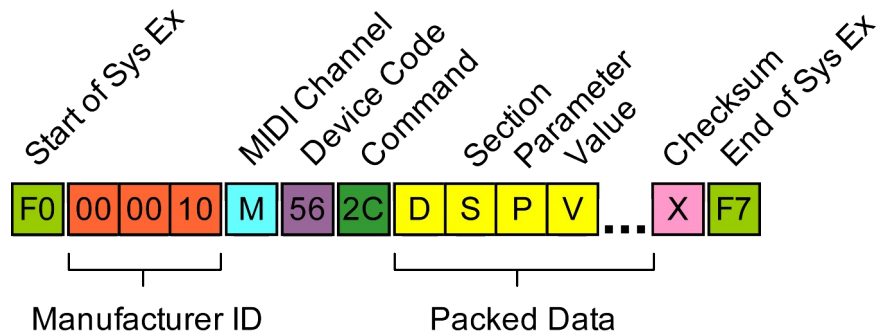 Start of Sys Ex
MIDI Channel
Device Code
Command
Section
Parameter
Value
Checksum
End of Sys Ex
F0 00 00 10 M 56 2C D S P V ... X F7
Manufacturer ID
Packed Data